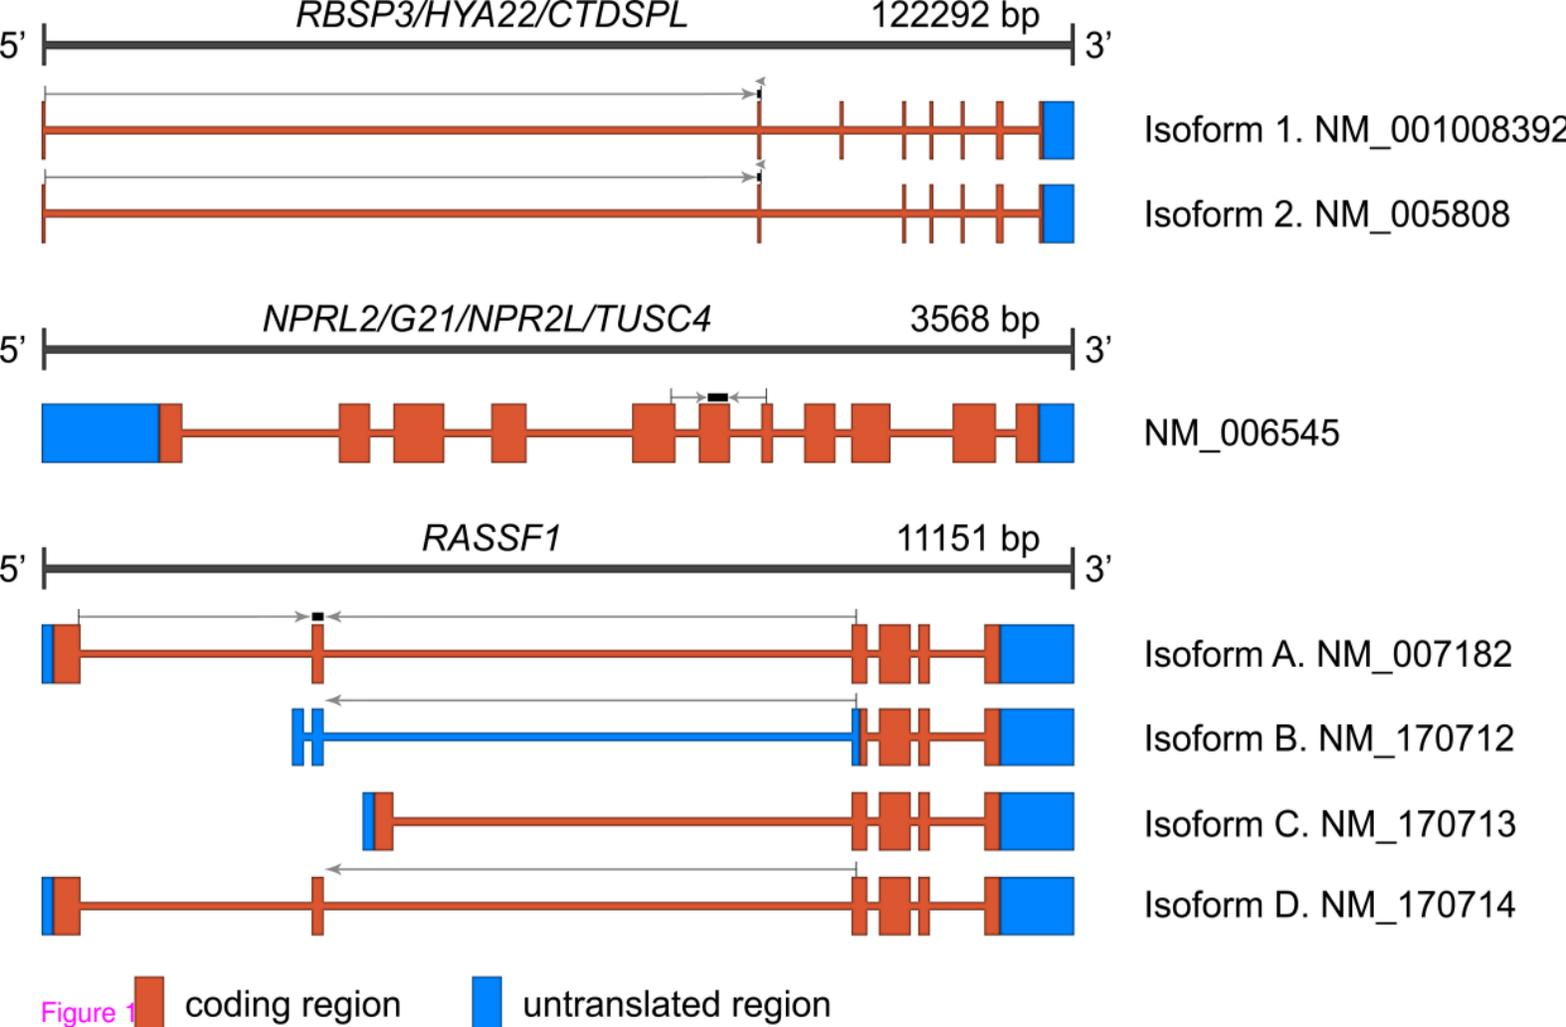 RBSP3/HYA22/CTDSPL 122292 bp
5’ 3’
Isoform 1. NM_001008392
Isoform 2. NM_005808
NPRL2/G21/NPR2L/TUSC4 3568 bp
5’ 3’
NM_006545
RASSF1 11151 bp
5’ 3’
Isoform A. NM_007182
Isoform B. NM_170712
Isoform C. NM_170713
Isoform D. NM_170714
Figure 1 coding region untranslated region